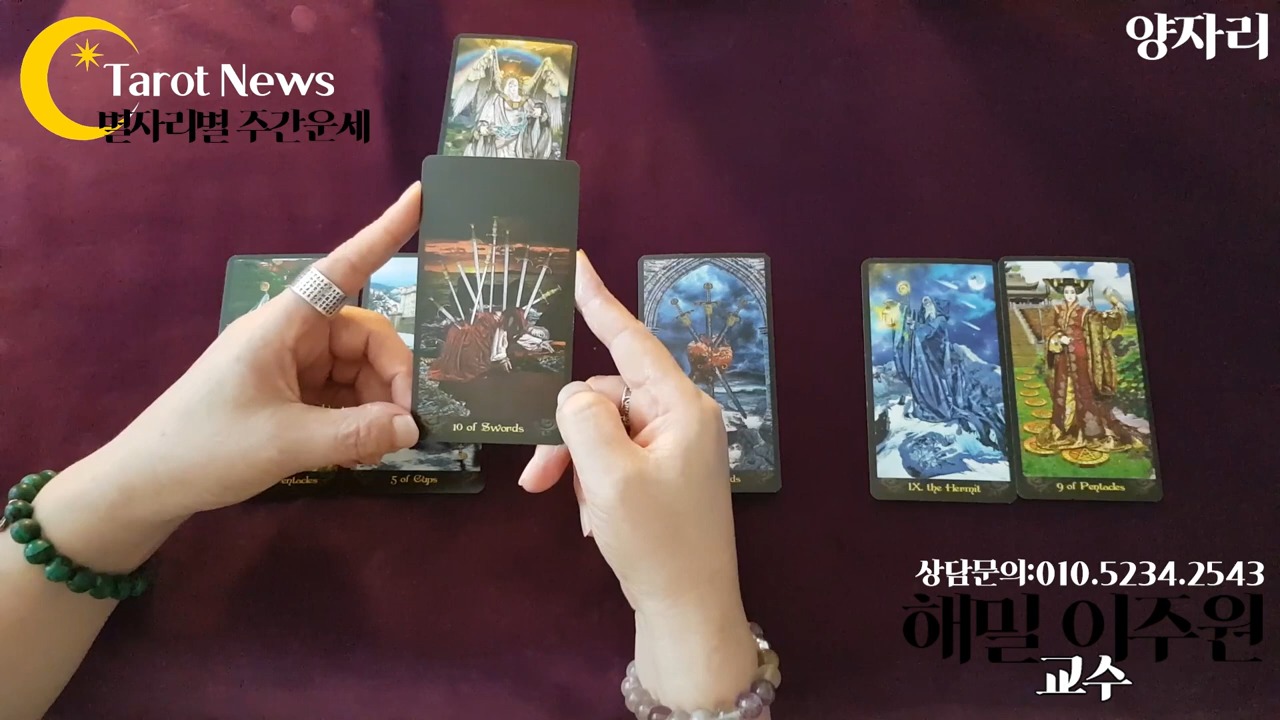 Tarot News
별자리별 주간운세
양자리
10 of Swords
5 of Cups
IX. the Hermit
9 of Pentacles
상담문의:010.5234.2543
해밀 이주원
교수